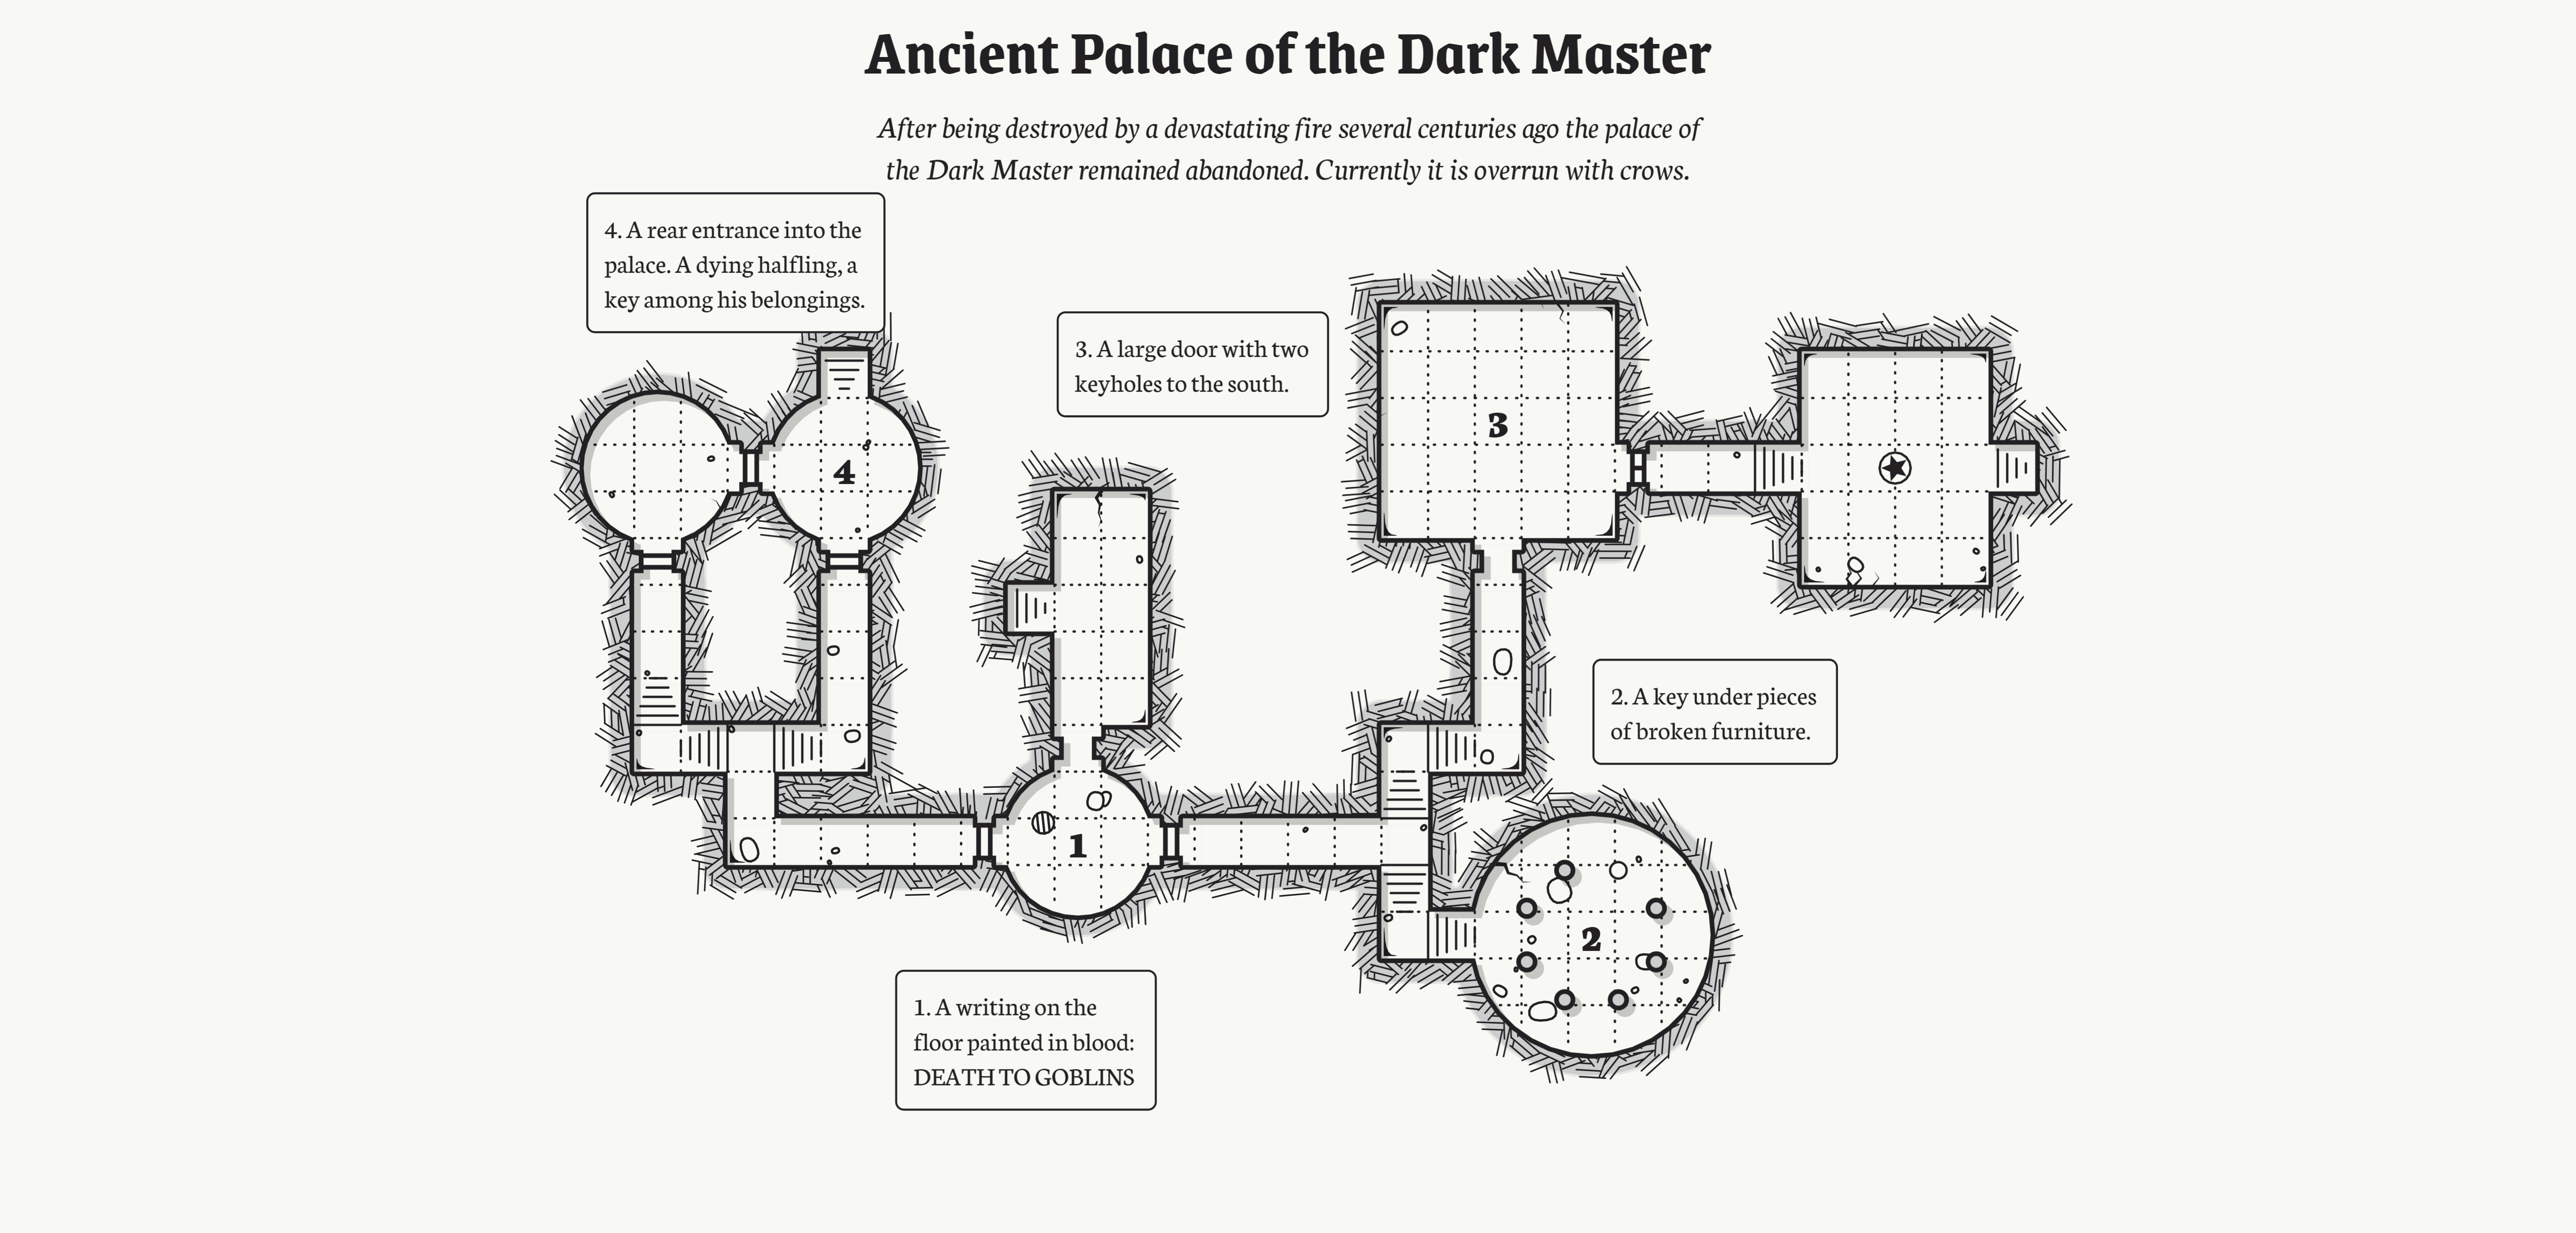 Ancient Palace of the Dark Master
After being destroyed by a devastating fire several centuries ago the palace of
the Dark Master remained abandoned. Currently it is overrun with crows.
4. A rear entrance into the
palace. A dying halfling, a
key among his belongings.
3. A large door with two
keyholes to the south.
3
4
2. A key under pieces
of broken furniture.
1
2
1. A writing on the
floor painted in blood:
DEATH TO GOBLINS